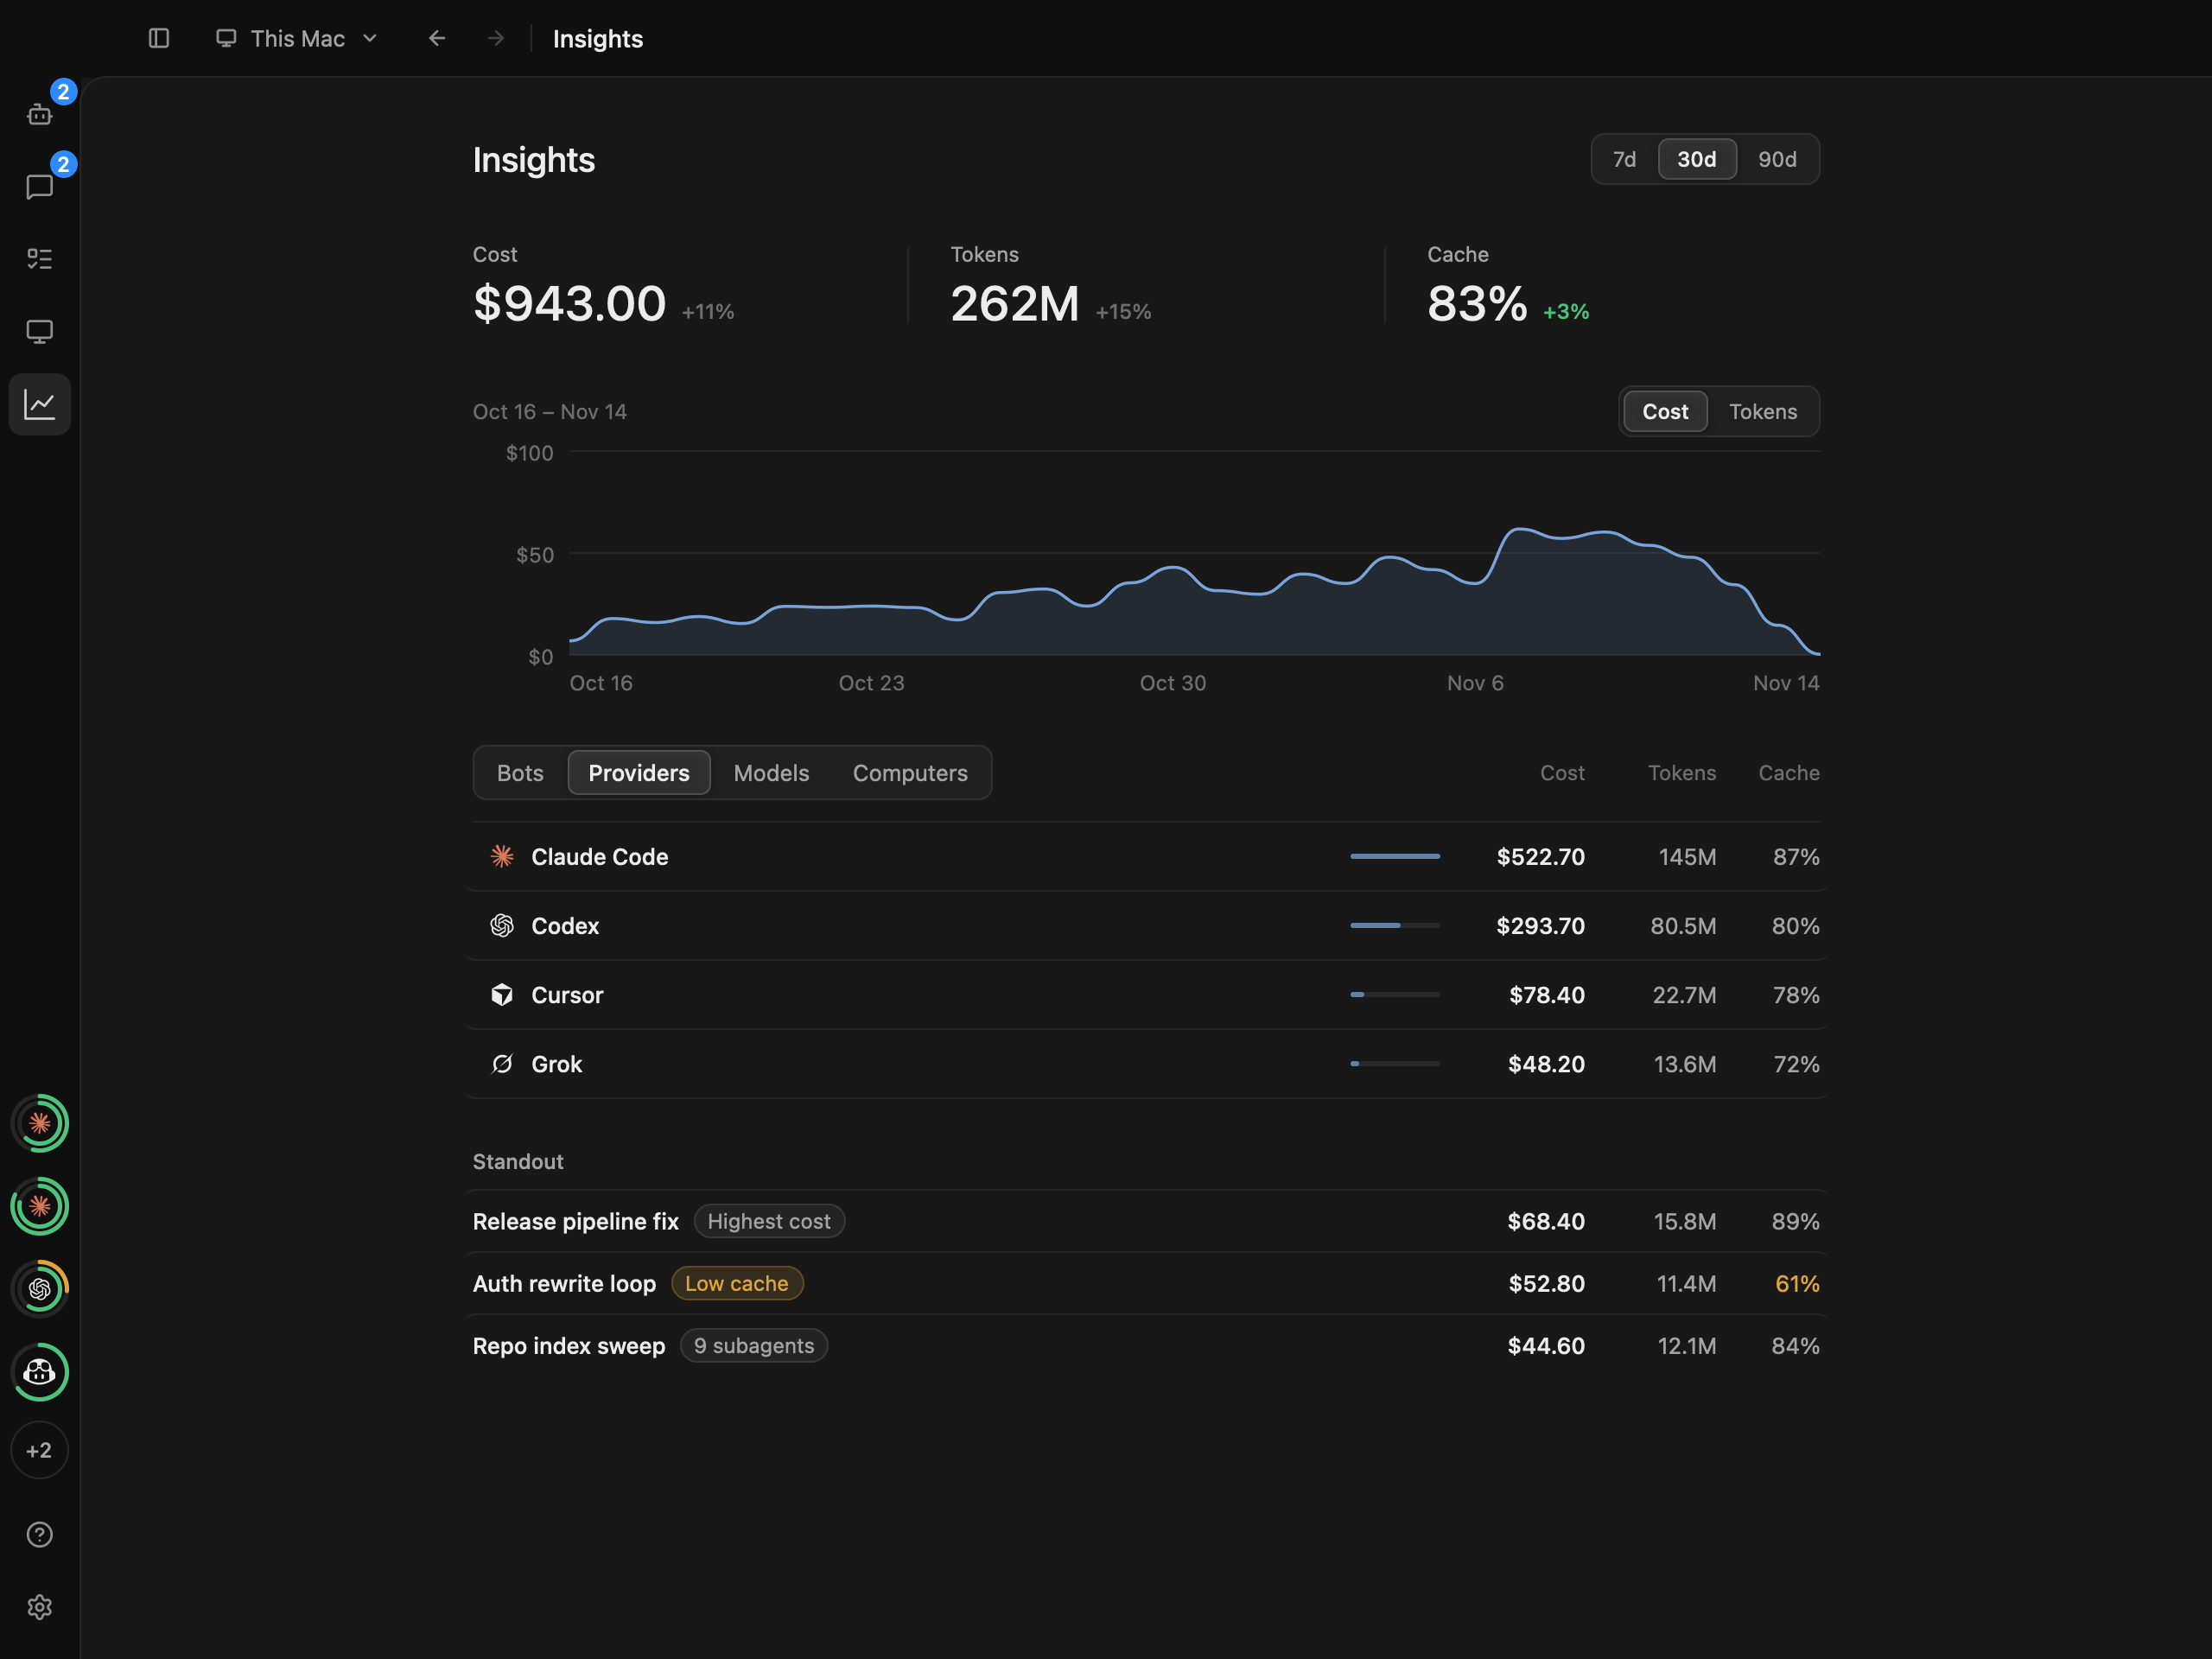 This Mac Insights
2
2
Insights
7d 30d 90d
Cost Tokens Cache
$943.00 +11% 262M +15% 83% +3%
Oct 16 – Nov 14
Cost Tokens
$100
$50
$0
Oct 16 Oct 23 Oct 30 Nov 6 Nov 14
Bots Providers Models Computers Cost Tokens Cache
Claude Code $522.70 145M 87%
Codex $293.70 80.5M 80%
Cursor $78.40 22.7M 78%
Grok $48.20 13.6M 72%
Standout
Release pipeline fix Highest cost $68.40 15.8M 89%
Auth rewrite loop Low cache $52.80 11.4M 61%
Repo index sweep 9 subagents $44.60 12.1M 84%
+2